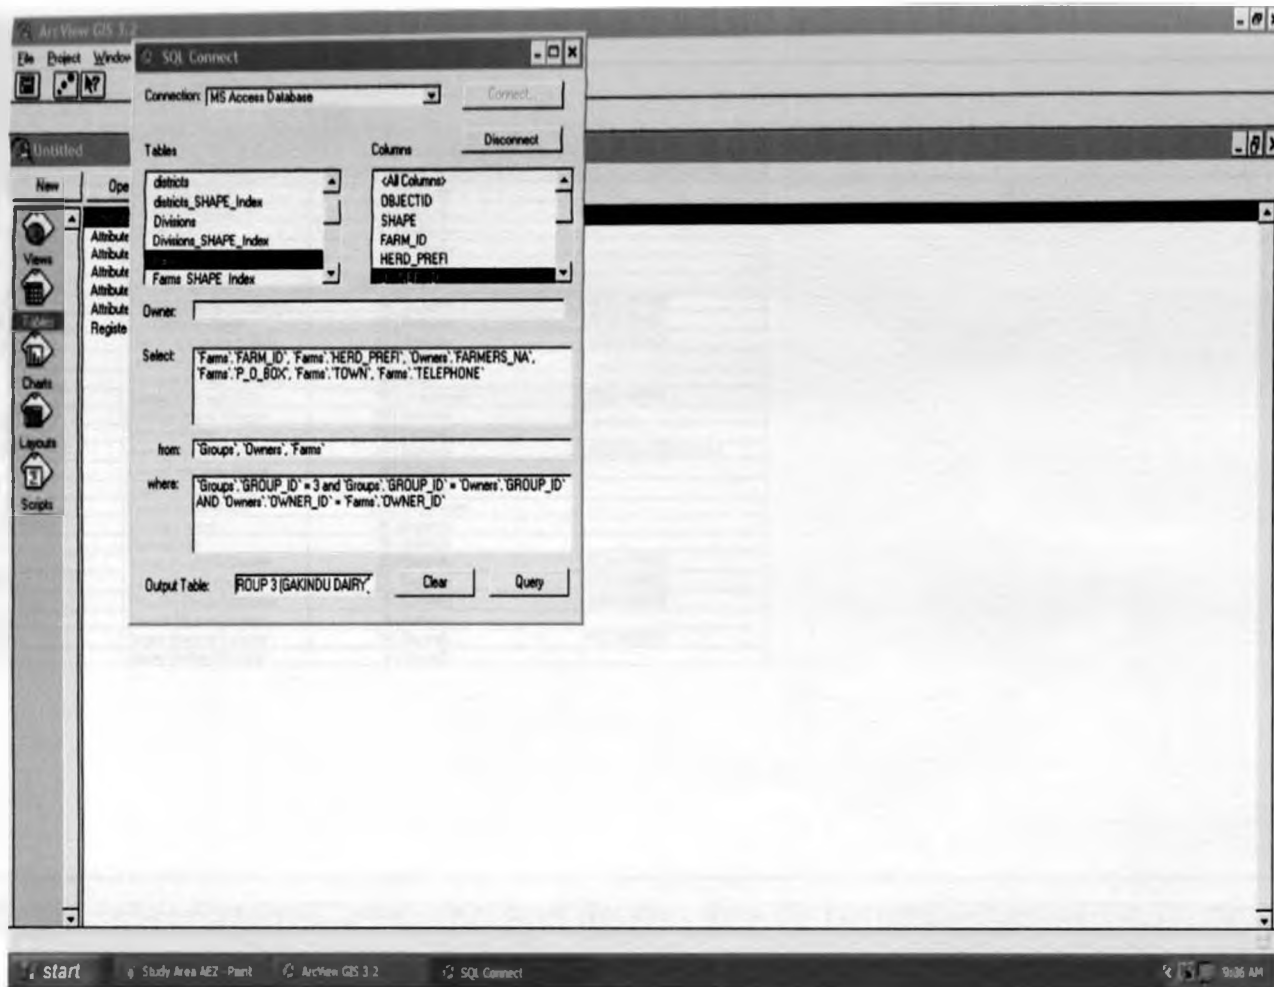 ArcView GIS 3.2
File Project Window
SQL Connect
Connection: MS Access Database
Connect...
Disconnect
Untitled
New
Ope
Tables
Columns
districts
districts_SHAPE_Index
Divisions
Divisions_SHAPE_Index
Farms_SHAPE_Index
<All Columns>
OBJECTID
SHAPE
FARM_ID
HERD_PREFI
Views
Tables
Charts
Layouts
Scripts
Attribute
Attribute
Attribute
Attribute
Attribute
Registe
Owner:
Select: `Farms`.`FARM_ID`, `Farms`.`HERD_PREFI`, `Owners`.`FARMERS_NA`,
`Farms`.`P_O_BOX`, `Farms`.`TOWN`, `Farms`.`TELEPHONE`
from: `Groups`, `Owners`, `Farms`
where: `Groups`.`GROUP_ID` = 3 and `Groups`.`GROUP_ID` = `Owners`.`GROUP_ID`
AND `Owners`.`OWNER_ID` = `Farms`.`OWNER_ID`
Output Table: ROUP 3 (GAKINDU DAIRY
Clear
Query
start
Study Area AEZ - Paint
ArcView GIS 3.2
SQL Connect
9:36 AM